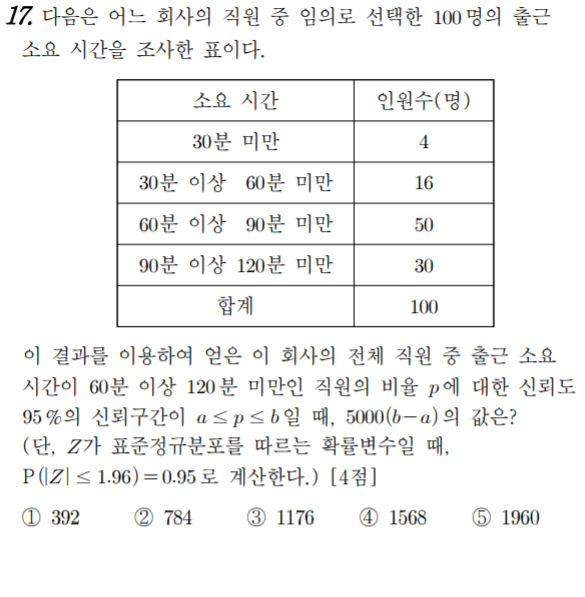 17. 다음은 어느 회사의 직원 중 임의로 선택한 100명의 출근
소요 시간을 조사한 표이다.
소요 시간 인원수(명)
30분 미만 4
30분 이상 60분 미만 16
60분 이상 90분 미만 50
90분 이상 120분 미만 30
합계 100
이 결과를 이용하여 얻은 이 회사의 전체 직원 중 출근 소요
시간이 60분 이상 120분 미만인 직원의 비율 p에 대한 신뢰도
95%의 신뢰구간이 a≤p≤b일 때, 5000(b-a)의 값은?
(단, Z가 표준정규분포를 따르는 확률변수일 때,
P(|Z|≤1.96)=0.95로 계산한다.) [4점]
① 392 ② 784 ③ 1176 ④ 1568 ⑤ 1960